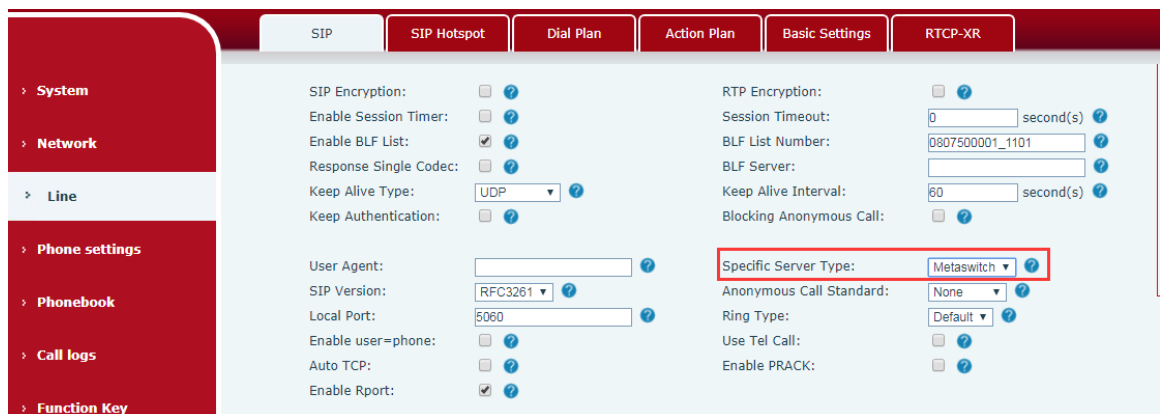 SIP
SIP Hotspot
Dial Plan
Action Plan
Basic Settings
RTCP-XR
› System
› Network
› Line
› Phone settings
› Phonebook
› Call logs
› Function Key
SIP Encryption:
RTP Encryption:
Enable Session Timer:
Session Timeout: 0 second(s)
Enable BLF List:
BLF List Number: 0807500001_1101
Response Single Codec:
BLF Server:
Keep Alive Type: UDP
Keep Alive Interval: 60 second(s)
Keep Authentication:
Blocking Anonymous Call:
User Agent:
Specific Server Type: Metaswitch
SIP Version: RFC3261
Anonymous Call Standard: None
Local Port: 5060
Ring Type: Default
Enable user=phone:
Use Tel Call:
Auto TCP:
Enable PRACK:
Enable Rport: